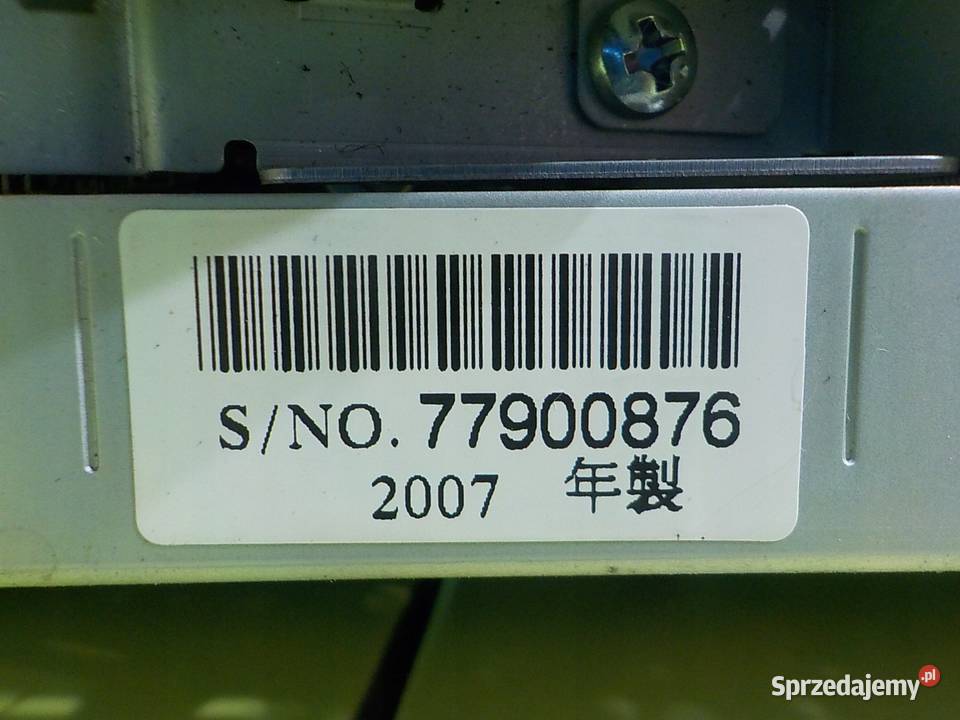 S/NO. 77900876
2007 年製
Sprzedajemy.pl